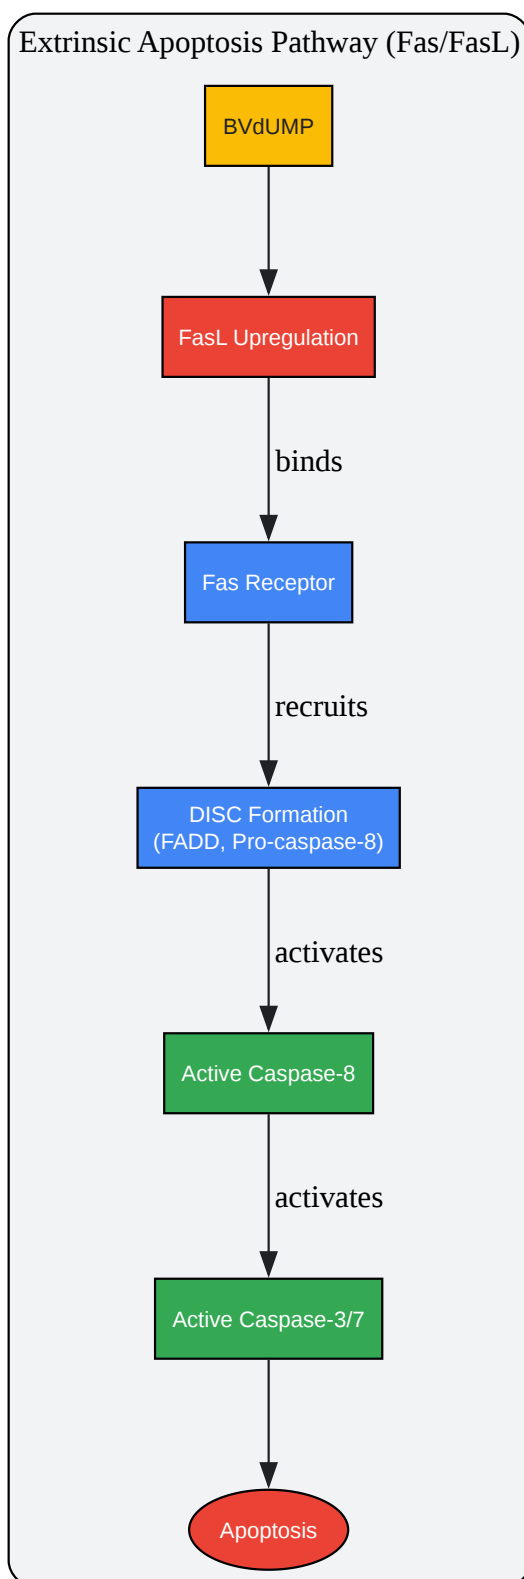 Extrinsic Apoptosis Pathway (Fas/FasL)
BVdUMP
FasL Upregulation
binds
Fas Receptor
recruits
DISC Formation
(FADD, Pro-caspase-8)
activates
Active Caspase-8
activates
Active Caspase-3/7
Apoptosis